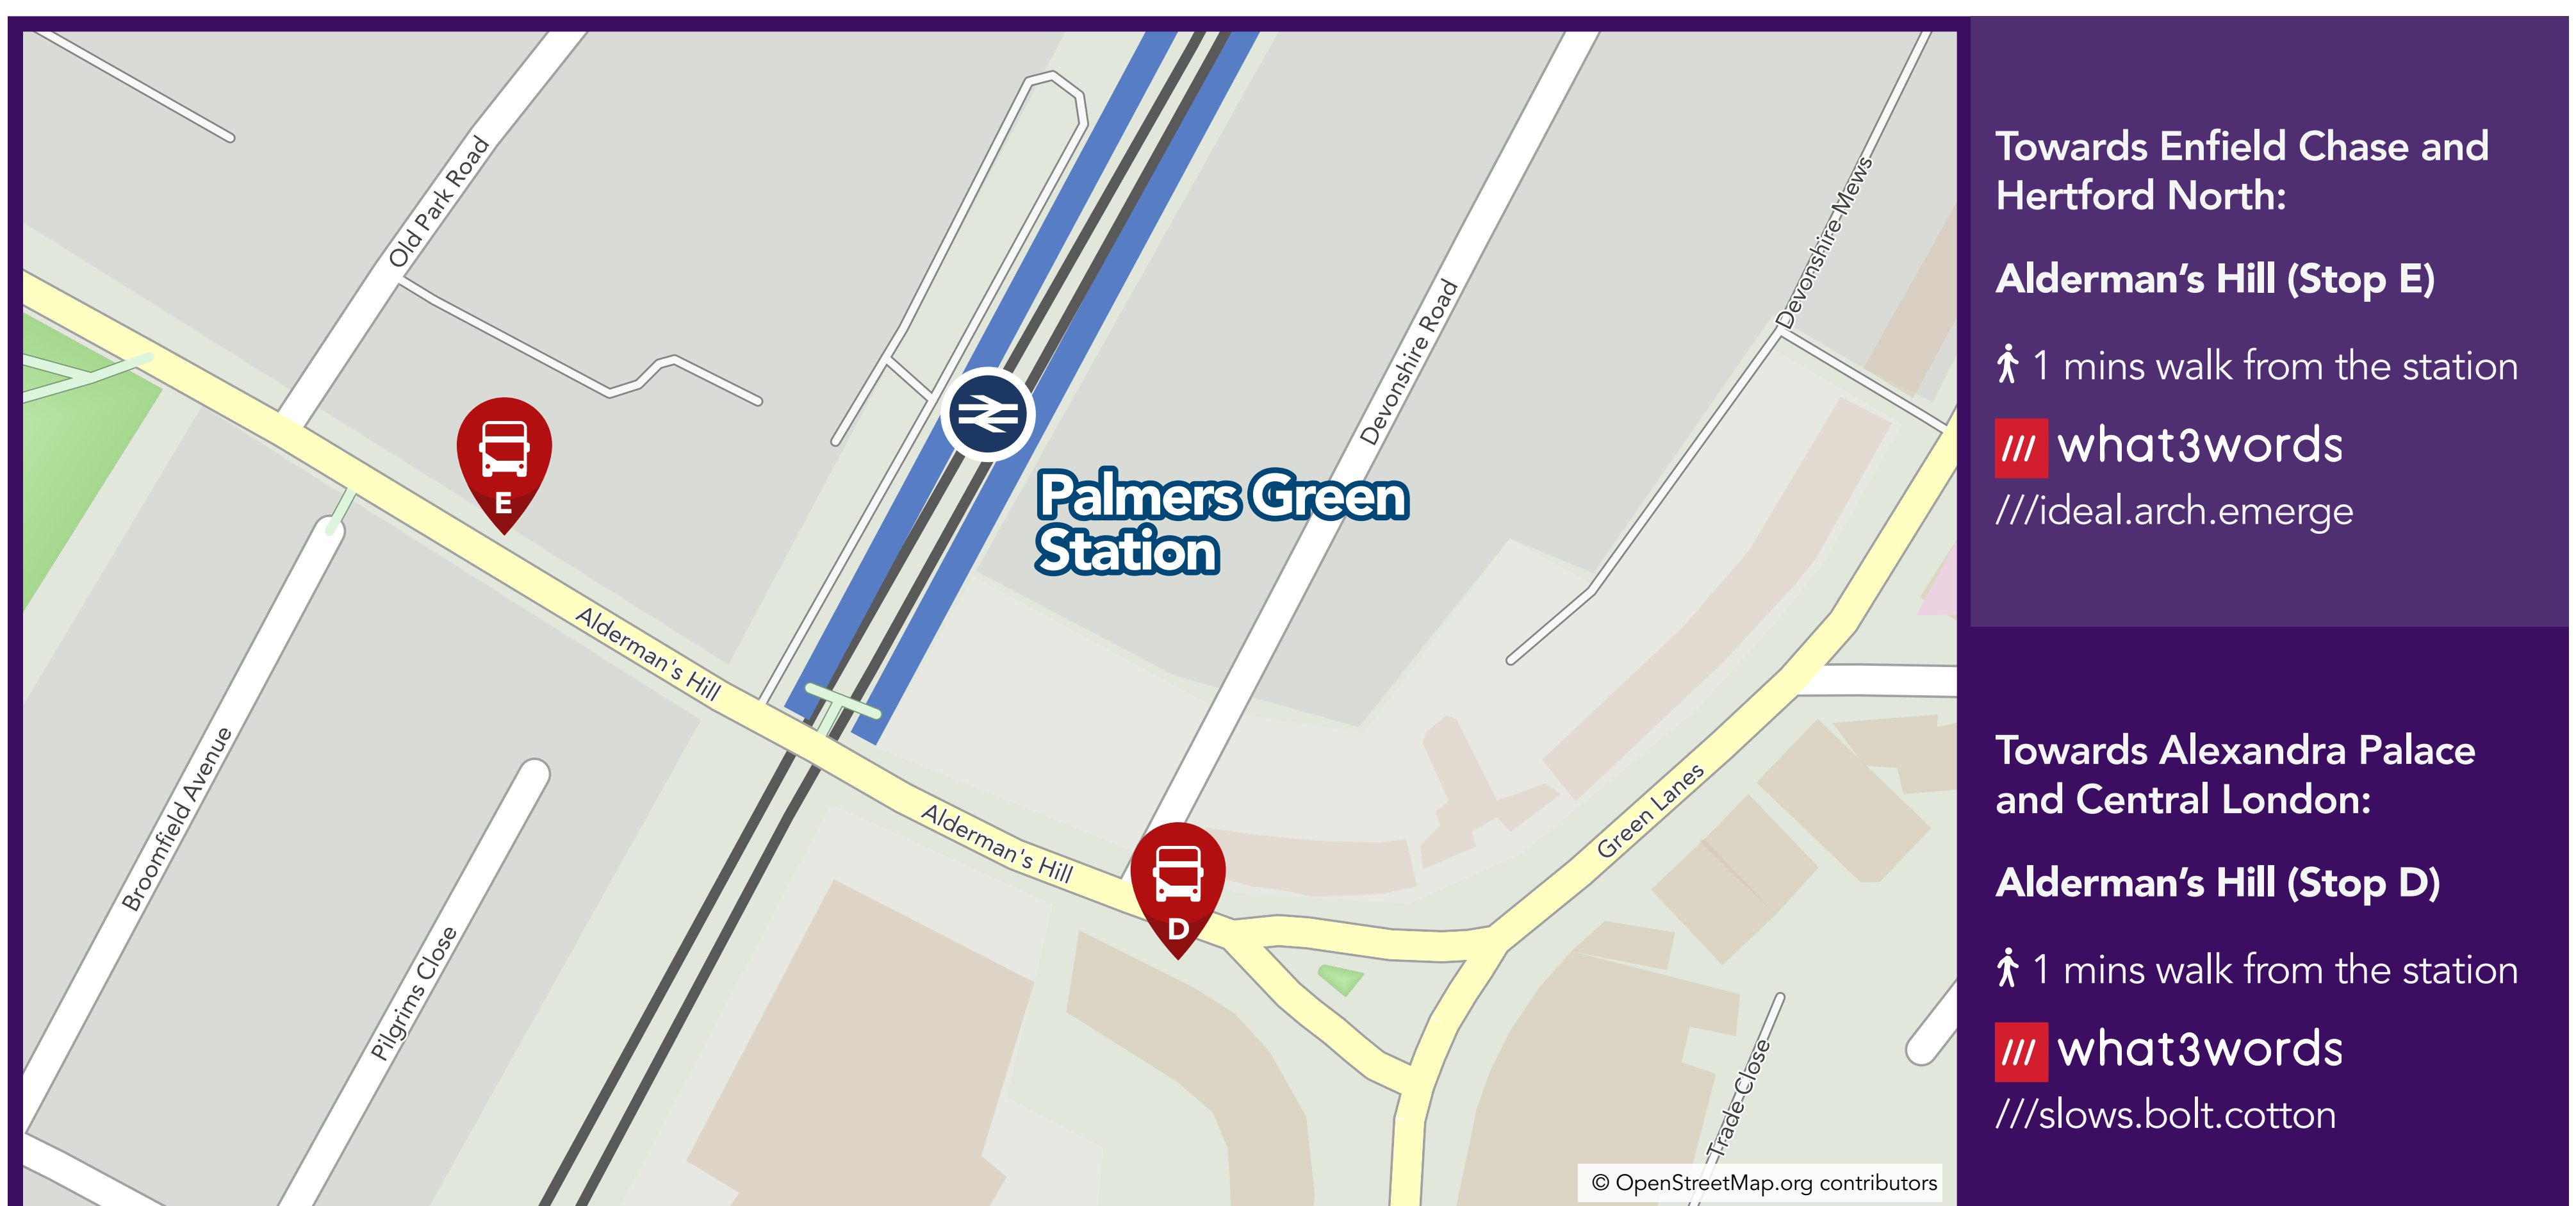 Old Park Road
Devonshire Mews
Devonshire Road
E
Palmers Green
Station
Alderman's Hill
Broomfield Avenue
Alderman's Hill
Green Lanes
D
Pilgrims Close
Trade Close
© OpenStreetMap.org contributors
Towards Enfield Chase and
Hertford North:
Alderman’s Hill (Stop E)
1 mins walk from the station
/// what3words
///ideal.arch.emerge
Towards Alexandra Palace
and Central London:
Alderman’s Hill (Stop D)
1 mins walk from the station
/// what3words
///slows.bolt.cotton